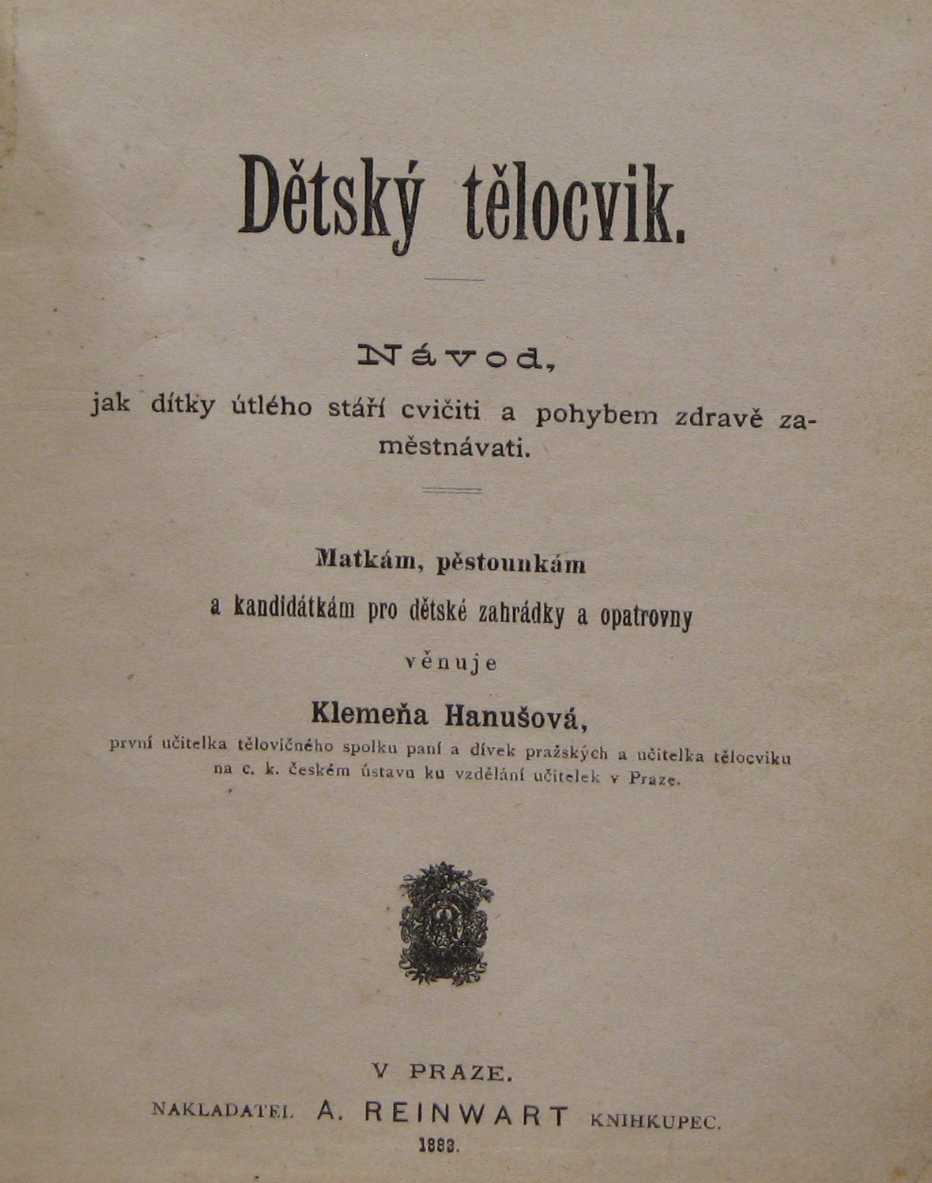 Dětský tělocvik.
Návod,
jak dítky útlého stáří cvičiti a pohybem zdravě za-
městnávati.
Matkám, pěstounkám
a kandidátkám pro dětské zahrádky a opatrovny
věnuje
Klemeňa Hanušová,
první učitelka tělovičného spolku paní a dívek pražských a učitelka tělocviku
na c. k. českém ústavu ku vzdělání učitelek v Praze.
V PRAZE.
NAKLADATEL A. REINWART KNIHKUPEC.
1883.